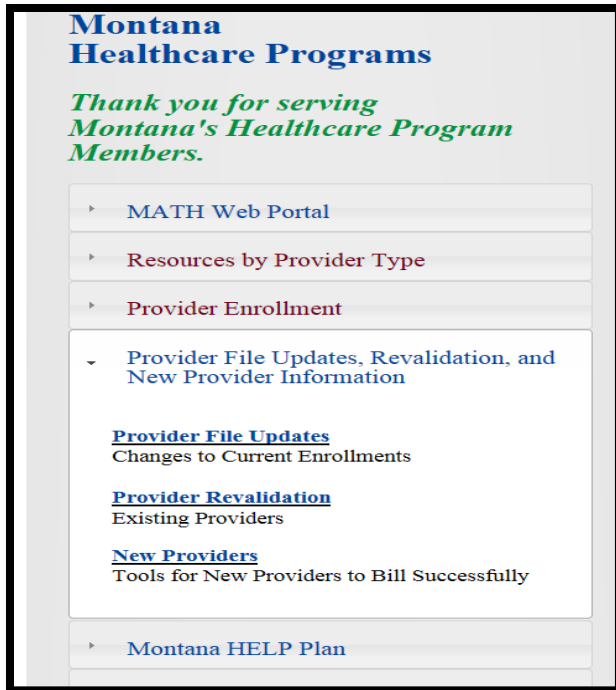 Montana
Healthcare Programs
Thank you for serving
Montana's Healthcare Program
Members.
MATH Web Portal
Resources by Provider Type
Provider Enrollment
Provider File Updates, Revalidation, and
New Provider Information
Provider File Updates
Changes to Current Enrollments
Provider Revalidation
Existing Providers
New Providers
Tools for New Providers to Bill Successfully
Montana HELP Plan